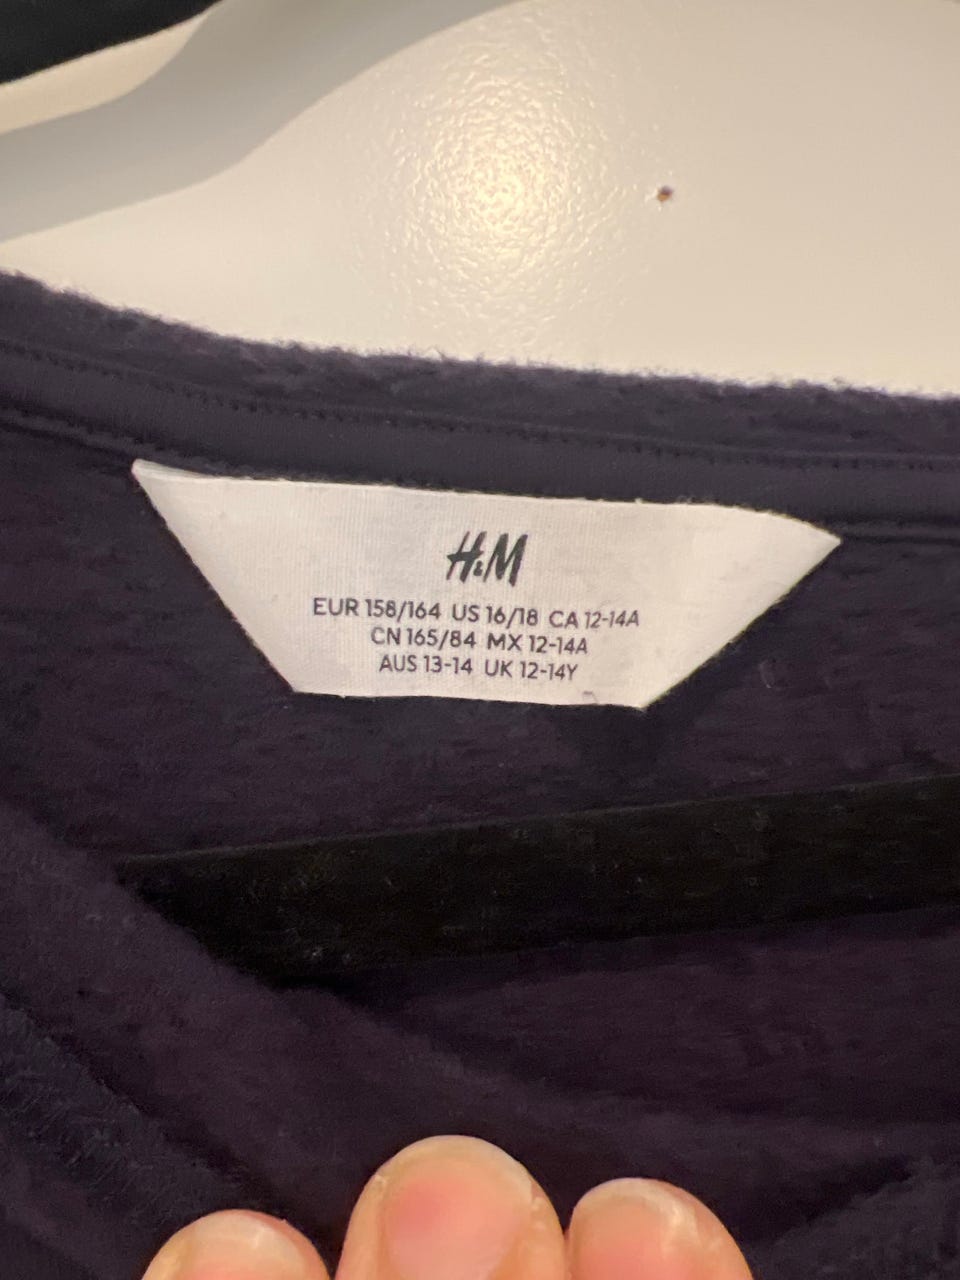 H&M
EUR 158/164 US 16/18 CA 12-14A
CN 165/84 MX 12-14A
AUS 13-14 UK 12-14Y